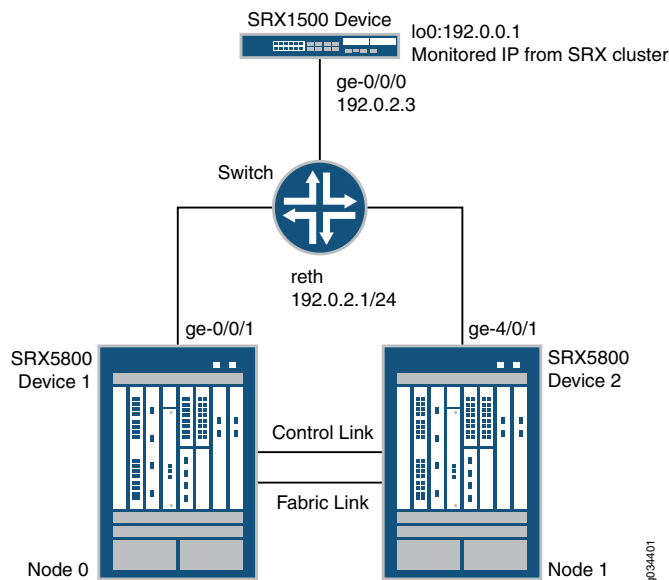 SRX1500 Device
lo0:192.0.0.1
Monitored IP from SRX cluster
ge-0/0/0
192.0.2.3
Switch
reth
192.0.2.1/24
ge-0/0/1
ge-4/0/1
SRX5800
Device 1
SRX5800
Device 2
Control Link
Fabric Link
Node 0
Node 1
g034401